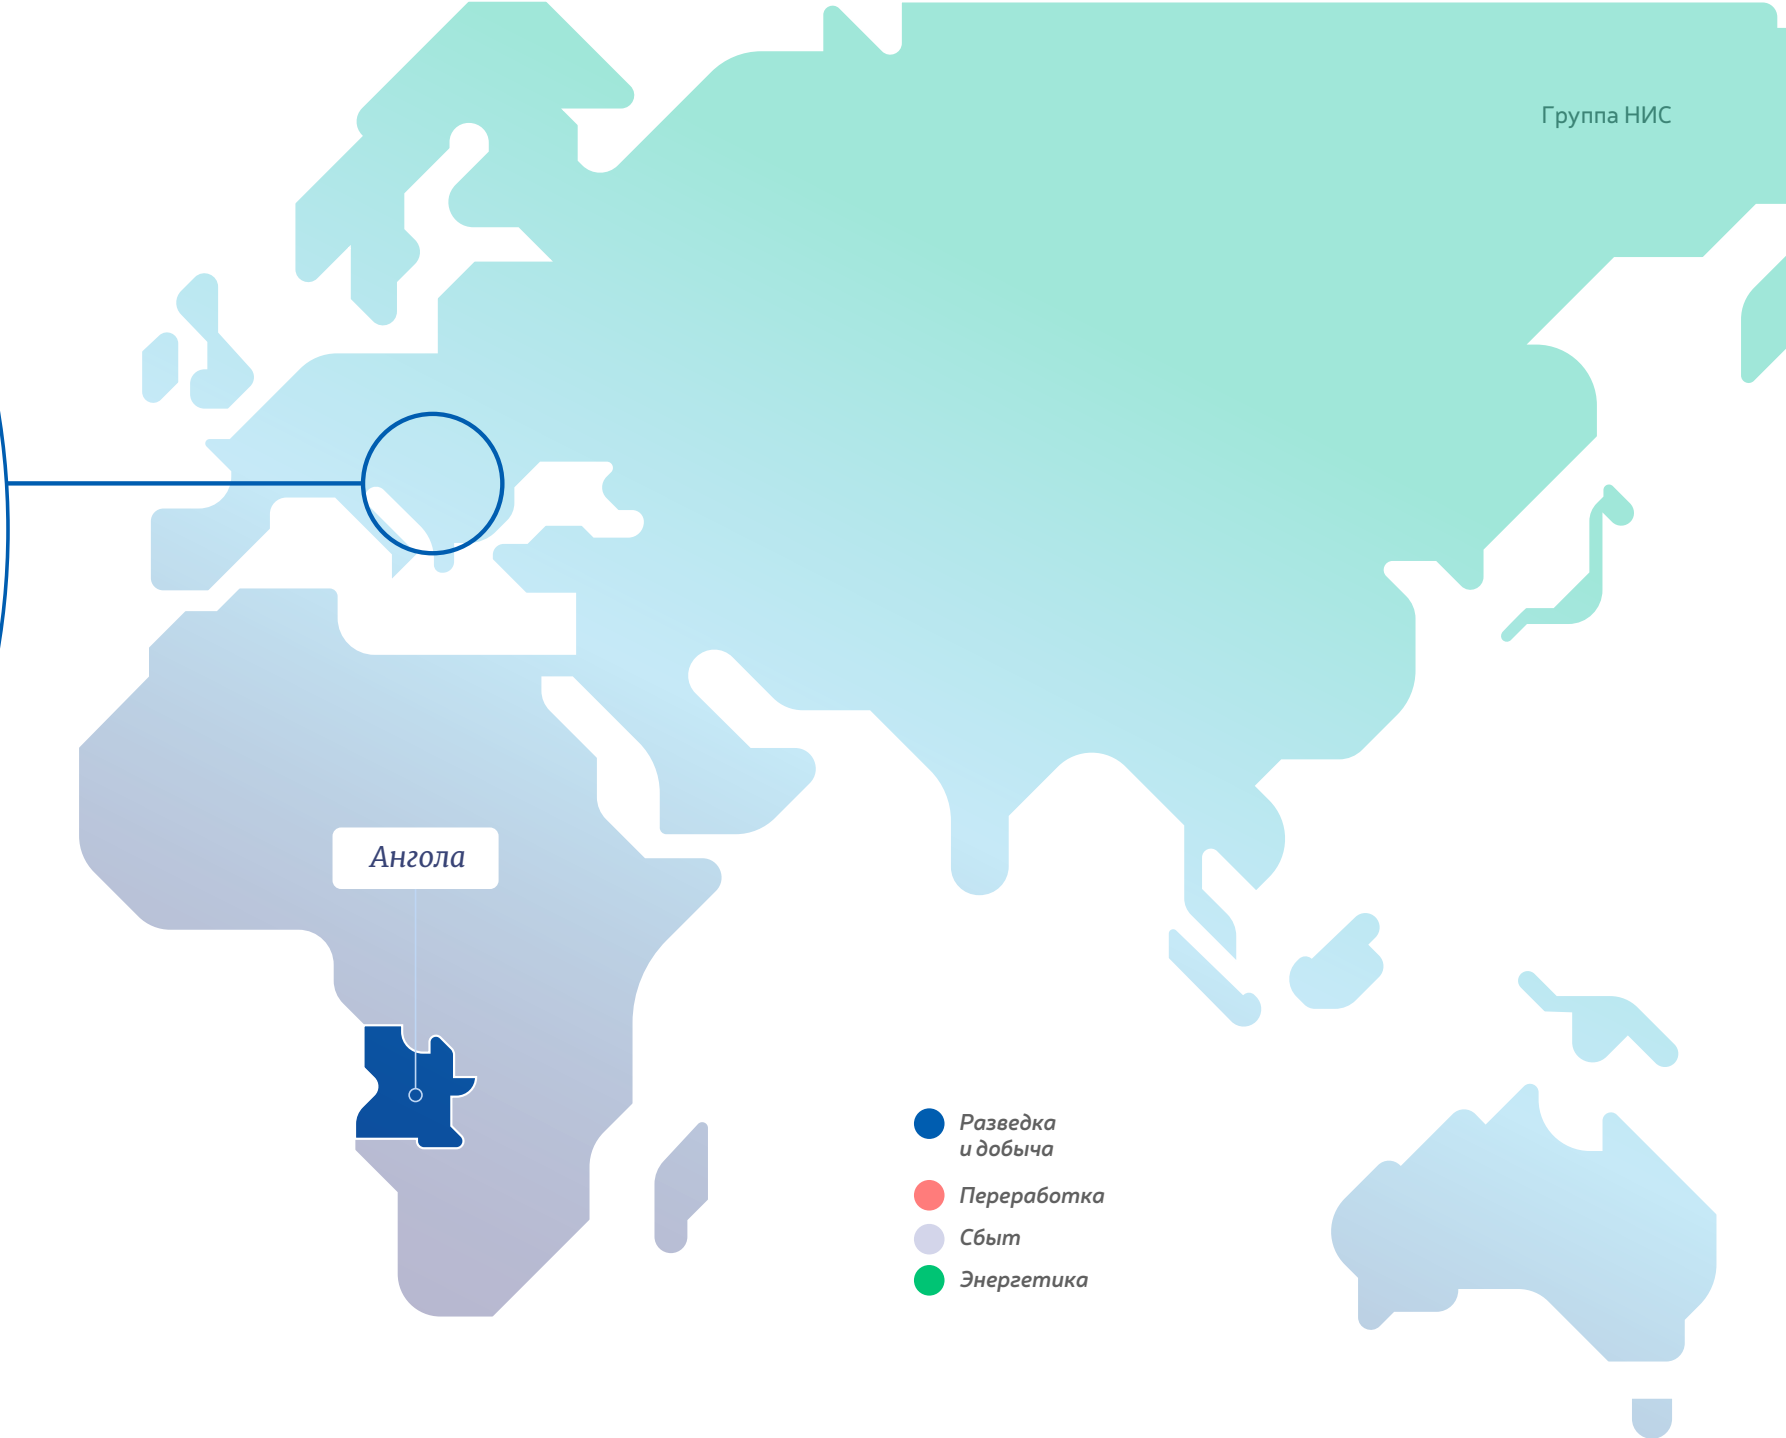 Группа НИС
Ангола
Разведка
и добыча
Переработка
Сбыт
Энергетика